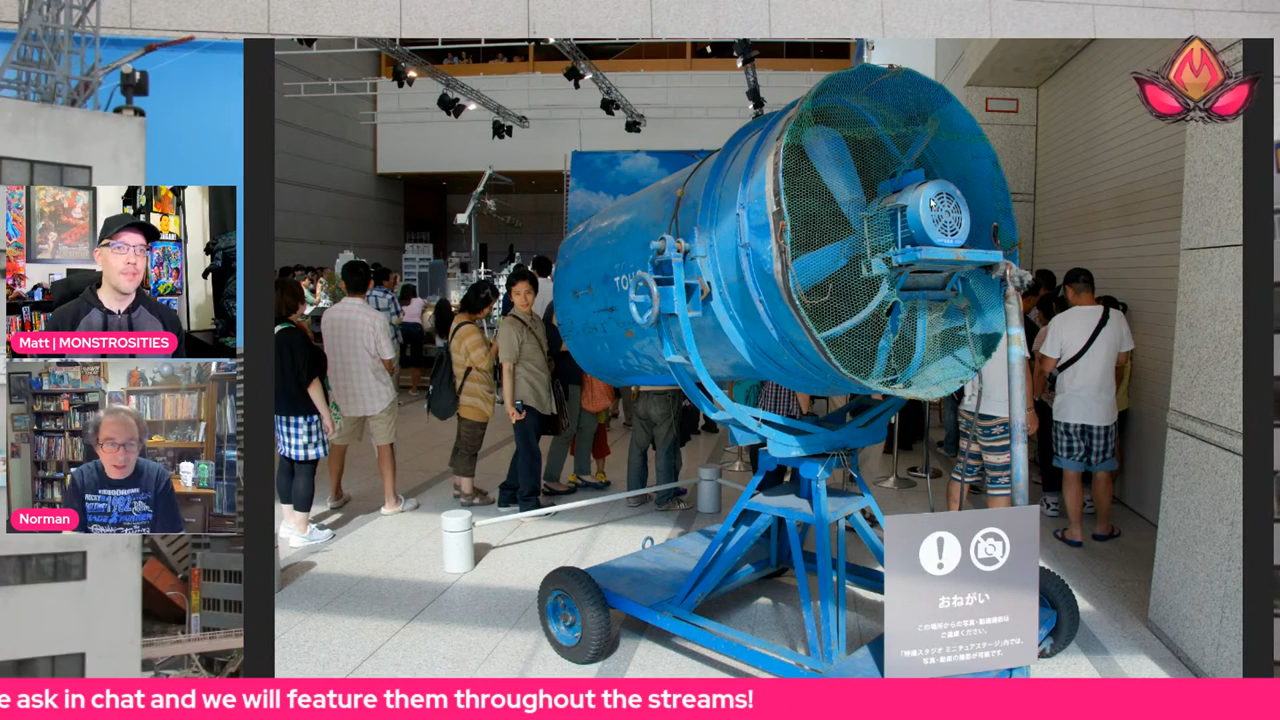 TOH
Matt | MONSTROSITIES
Norman
おねがい
この場所からの写真・動画撮影は
ご遠慮ください。
「特撮スタジオ ミニチュアステージ」内では、
写真・動画の撮影が可能です。
e ask in chat and we will feature them throughout the streams!